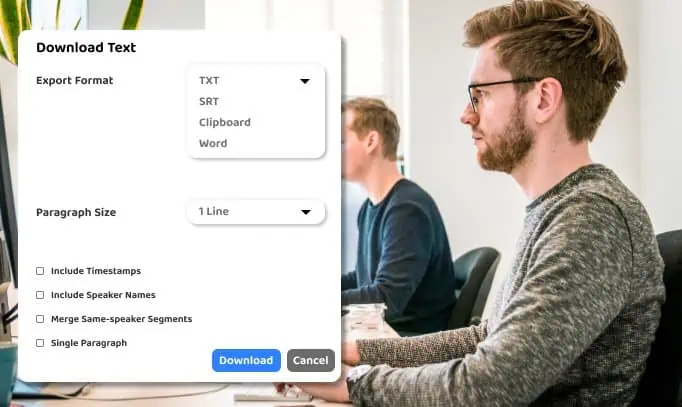 Download Text
Export Format
TXT
SRT
Clipboard
Word
Paragraph Size
1 Line
Include Timestamps
Include Speaker Names
Merge Same-speaker Segments
Single Paragraph
Download Cancel